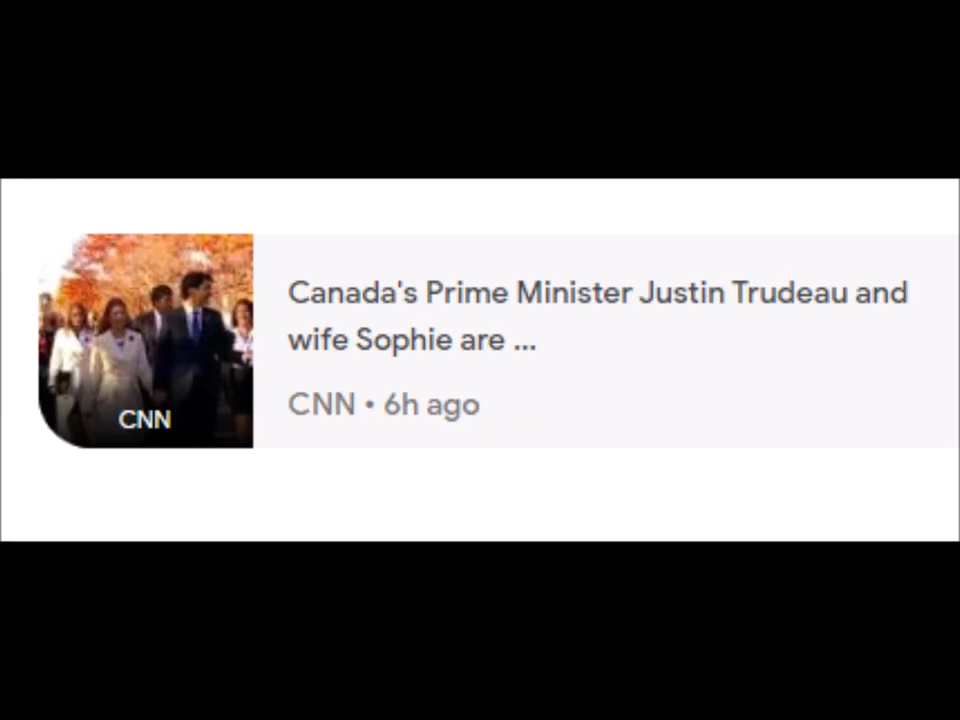 Canada's Prime Minister Justin Trudeau and
wife Sophie are ...
CNN • 6h ago
CNN